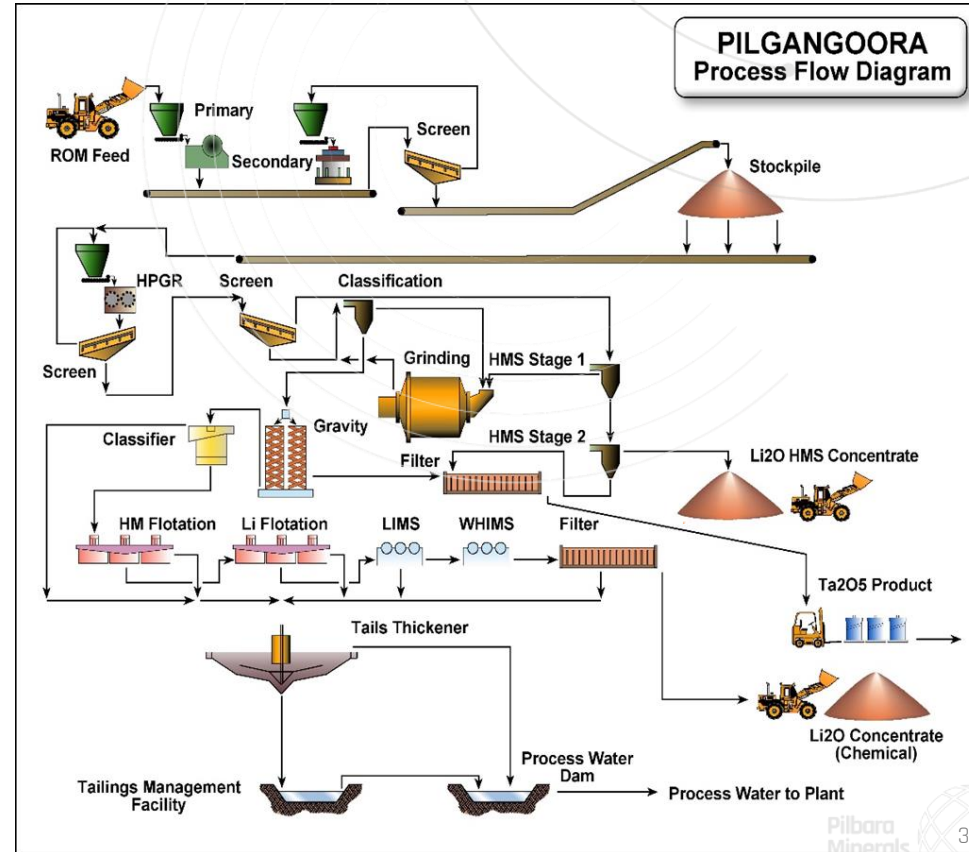 PILGANGOORA
Process Flow Diagram
ROM Feed
Primary
Secondary
Screen
Stockpile
HPGR
Screen
Screen
Classification
Grinding
HMS Stage 1
HMS Stage 2
Classifier
Gravity
Filter
Li2O HMS Concentrate
HM Flotation
Li Flotation
LIMS
WHIMS
Filter
Ta2O5 Product
Tails Thickener
Li2O Concentrate
(Chemical)
Tailings Management
Facility
Process Water
Dam
Process Water to Plant
Pilbara
Minerals
3